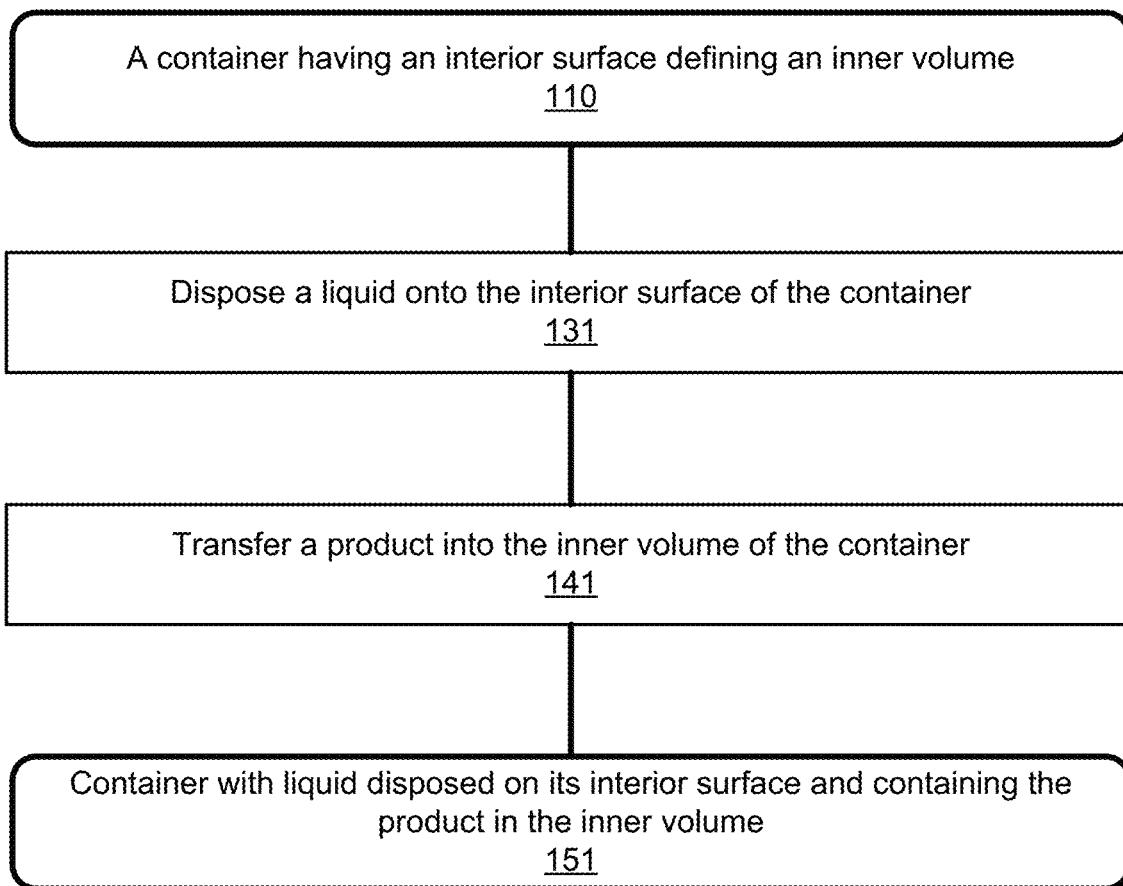 A container having an interior surface defining an inner volume
110
Dispose a liquid onto the interior surface of the container
131
Transfer a product into the inner volume of the container
141
Container with liquid disposed on its interior surface and containing the
product in the inner volume
151